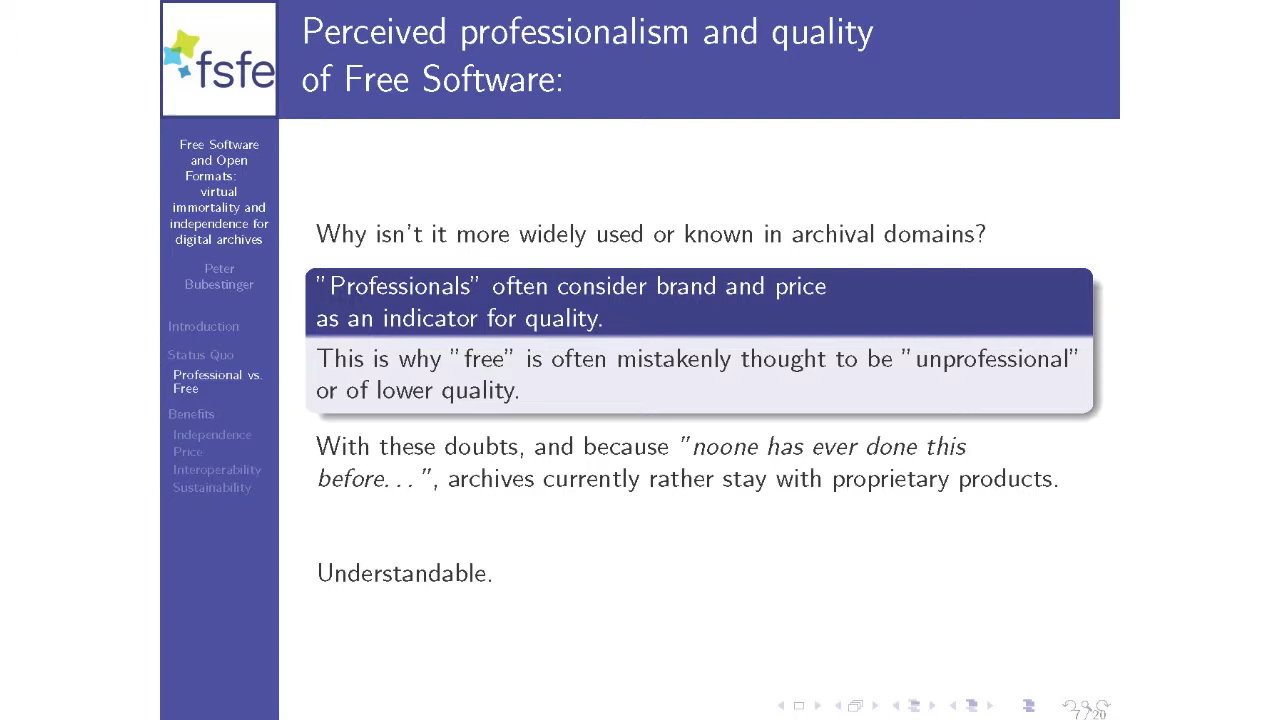 fsfe
Perceived professionalism and quality
of Free Software:
Free Software
and Open
Formats:
virtual
immortality and
independence for
digital archives
Peter
Bubestinger
Introduction
Status Quo
Professional vs.
Free
Benefits
Independence
Price
Interoperability
Sustainability
Why isn't it more widely used or known in archival domains?
"Professionals" often consider brand and price
as an indicator for quality.
This is why "free" is often mistakenly thought to be "unprofessional"
or of lower quality.
With these doubts, and because "noone has ever done this
before. . . ", archives currently rather stay with proprietary products.
Understandable.
7 / 20